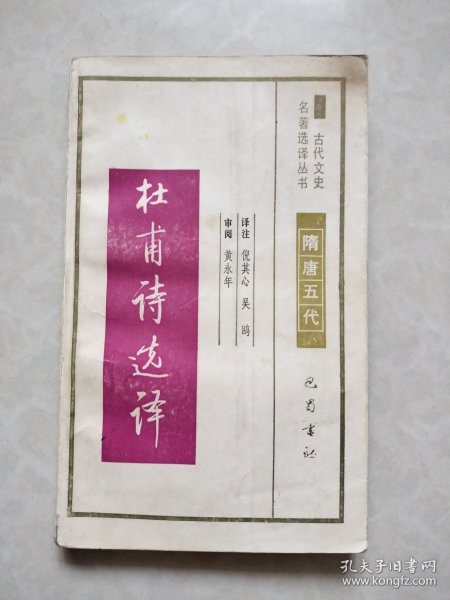 古代文史
名著选译丛书
隋唐五代
巴蜀书社
译注 倪其心 吴鸥
审阅 黄永年
杜甫诗选译
孔夫子旧书网
www.kongfz.com